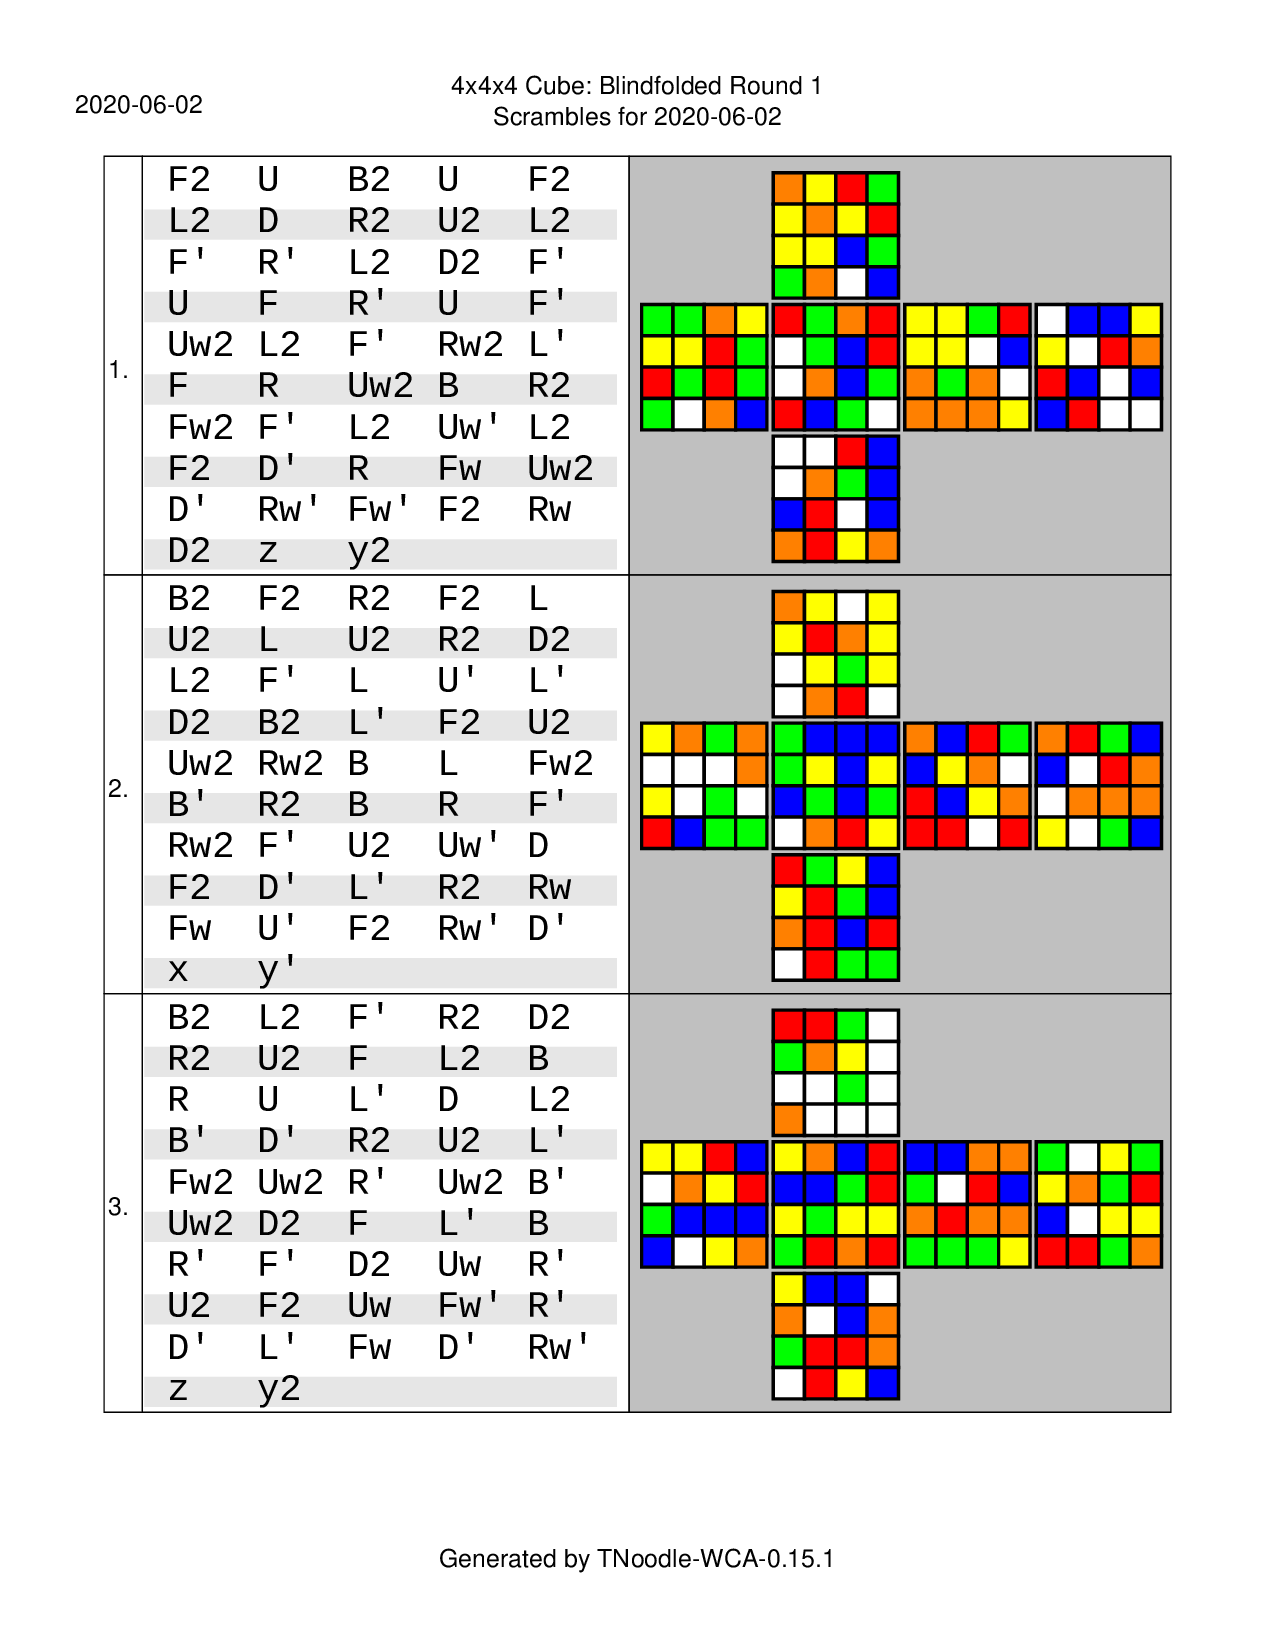 2020-06-02
4x4x4 Cube: Blindfolded Round 1
Scrambles for 2020-06-02
1.
F2 U B2 U F2
L2 D R2 U2 L2
F' R' L2 D2 F'
U F R' U F'
Uw2 L2 F' Rw2 L'
F R Uw2 B R2
Fw2 F' L2 Uw' L2
F2 D' R Fw Uw2
D' Rw' Fw' F2 Rw
D2 z y2
2.
B2 F2 R2 F2 L
U2 L U2 R2 D2
L2 F' L U' L'
D2 B2 L' F2 U2
Uw2 Rw2 B L Fw2
B' R2 B R F'
Rw2 F' U2 Uw' D
F2 D' L' R2 Rw
Fw U' F2 Rw' D'
x y'
3.
B2 L2 F' R2 D2
R2 U2 F L2 B
R U L' D L2
B' D' R2 U2 L'
Fw2 Uw2 R' Uw2 B'
Uw2 D2 F L' B
R' F' D2 Uw R'
U2 F2 Uw Fw' R'
D' L' Fw D' Rw'
z y2
Generated by TNoodle-WCA-0.15.1